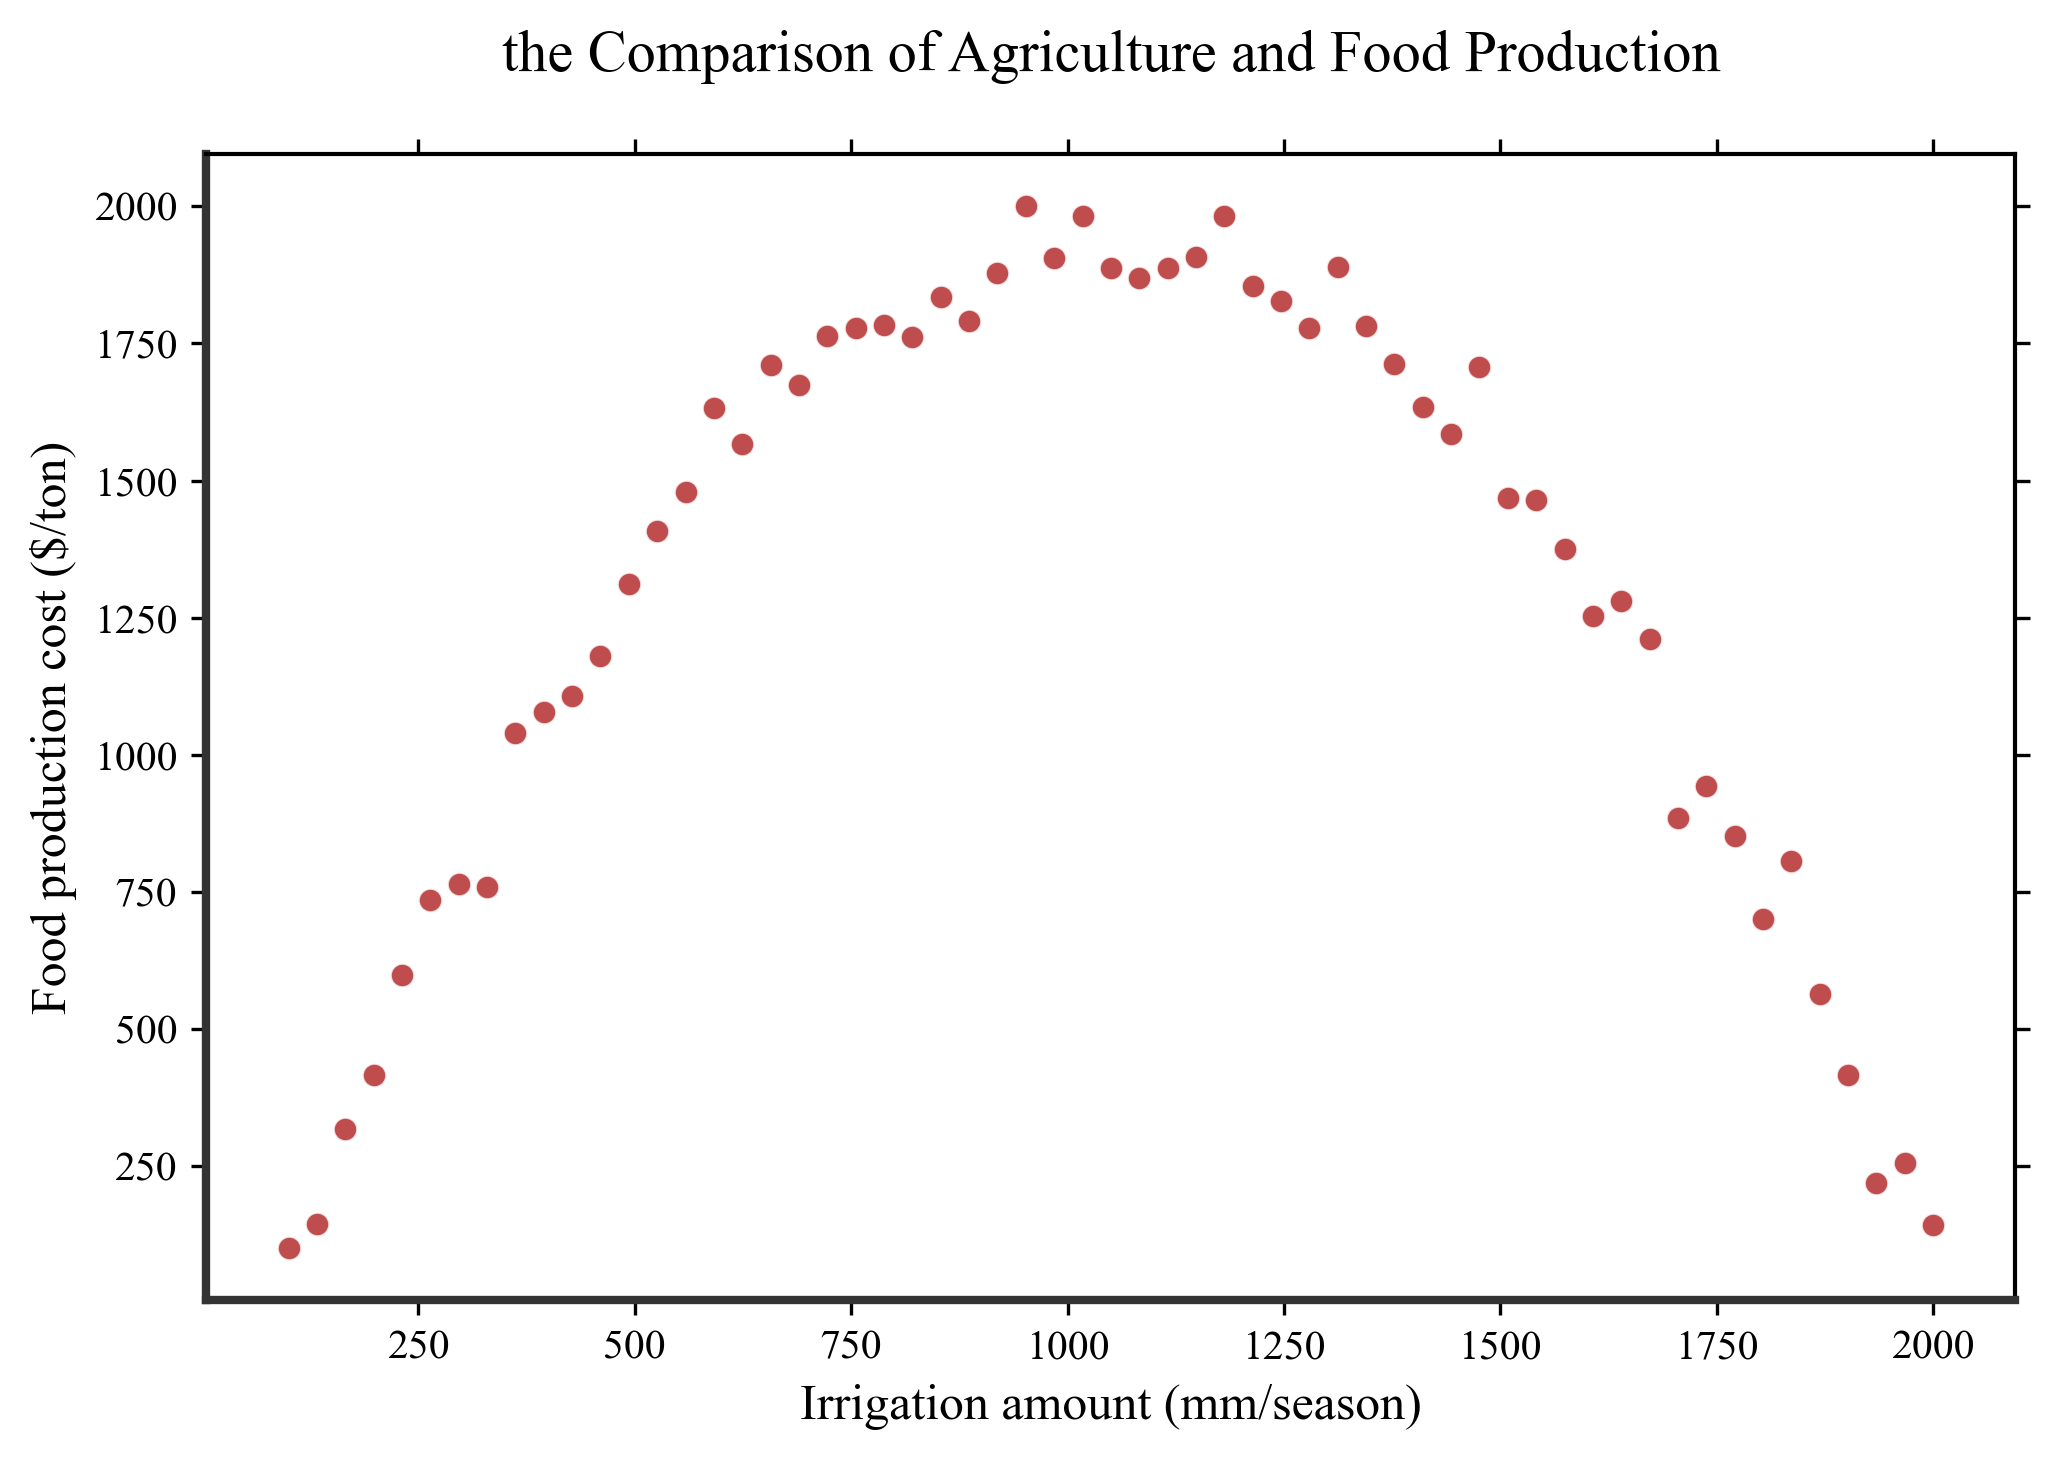 the Comparison of Agriculture and Food Production
2000
1750
1500
1250
1000
750
500
250
Food production cost ($/ton)
250 500 750 1000 1250 1500 1750 2000
Irrigation amount (mm/season)